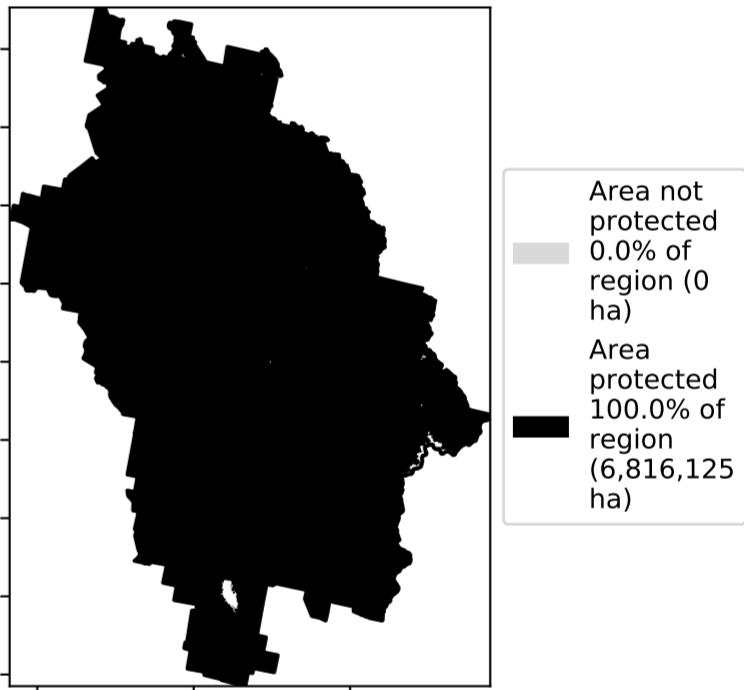 Area not
protected
0.0% of
region (0
ha)
Area
protected
100.0% of
region
(6,816,125
ha)